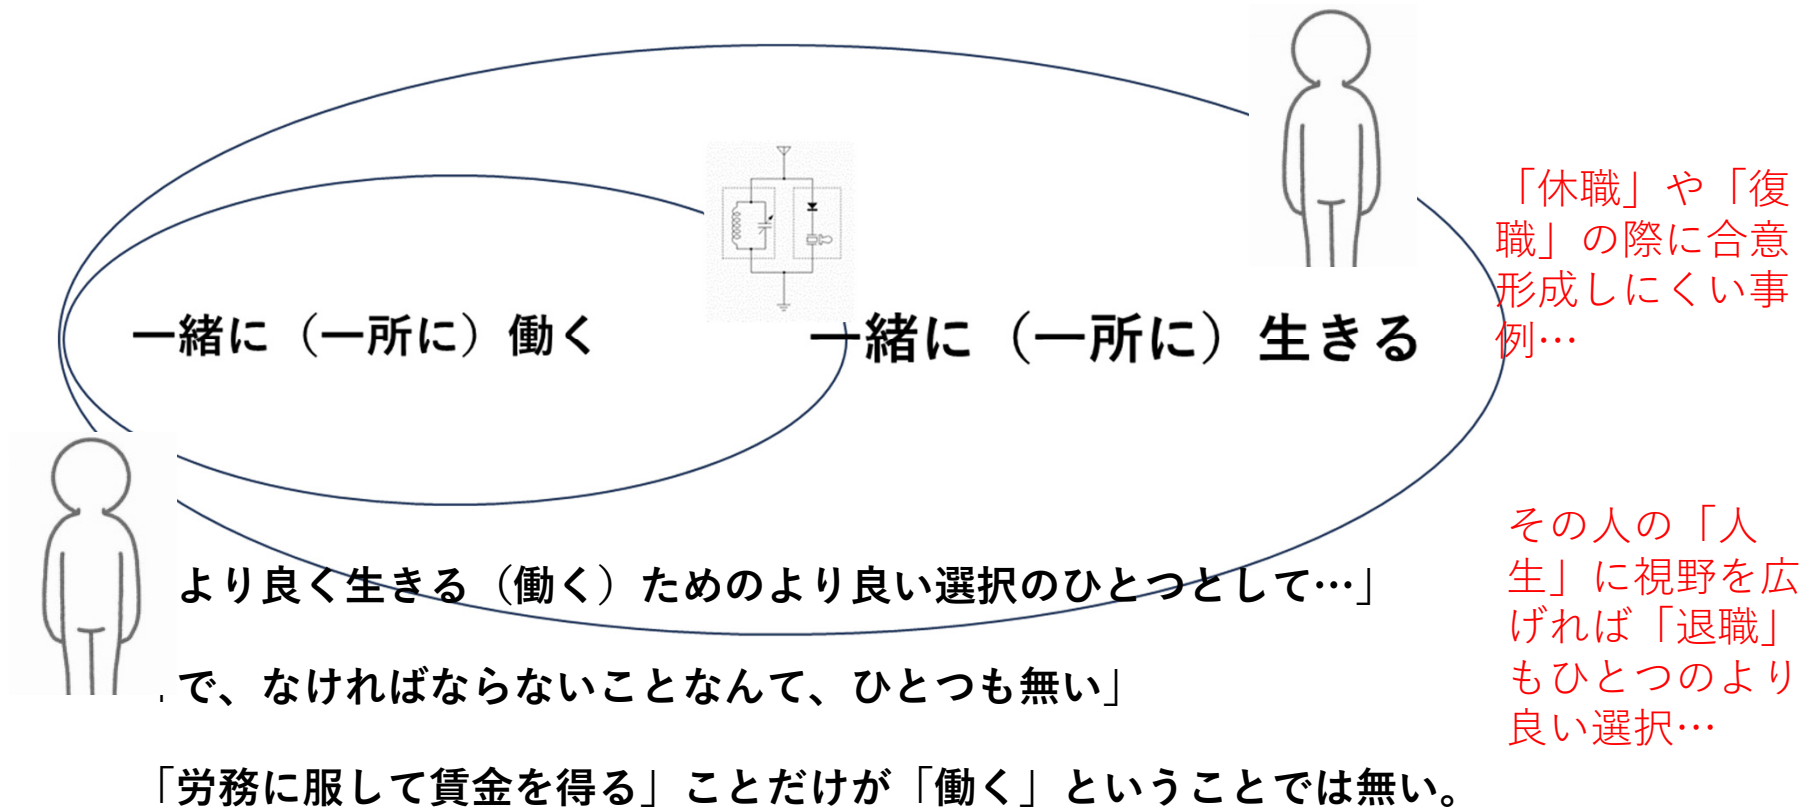 「休職」や「復
職」の際に合意
形成しにくい事
例…
一緒に（一所に）働く
一緒に（一所に）生きる
その人の「人
生」に視野を広
げれば「退職」
もひとつのより
良い選択…
より良く生きる（働く）ためのより良い選択のひとつとして…」
で、なければならないことなんて、ひとつも無い」
「労務に服して賃金を得る」ことだけが「働く」ということでは無い。